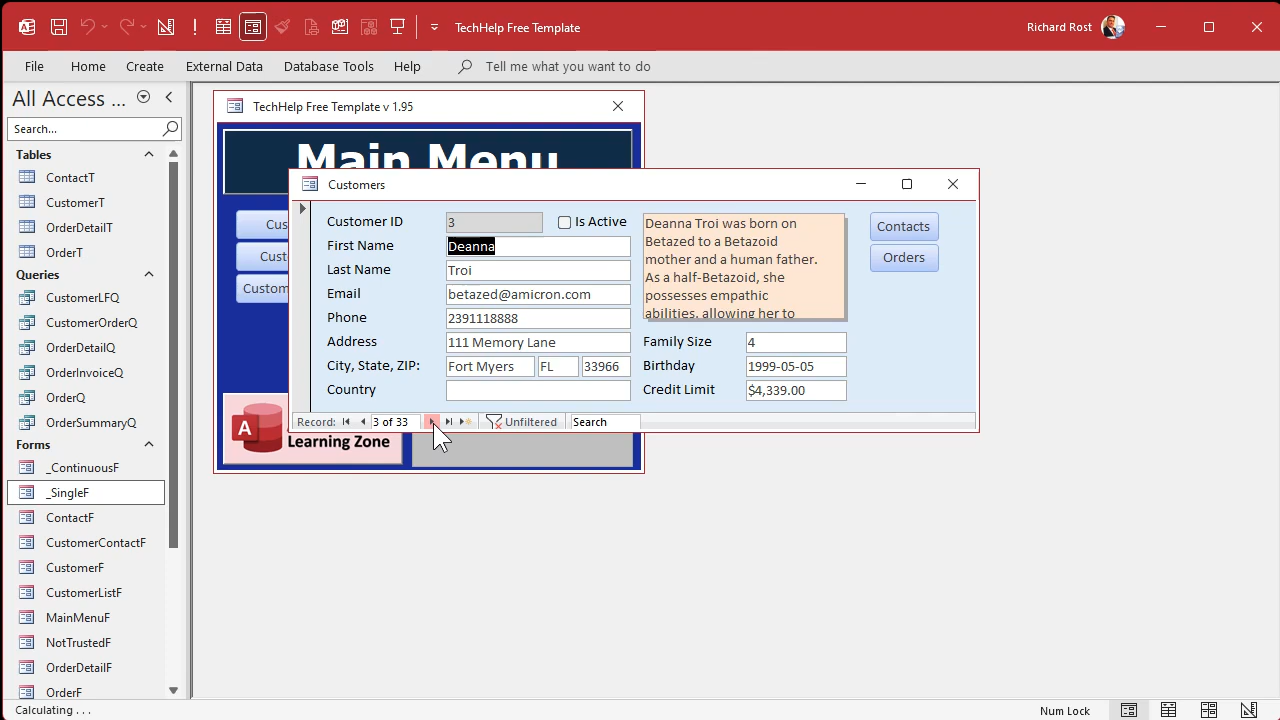 TechHelp Free Template
Richard Rost
File Home Create External Data Database Tools Help Tell me what you want to do
All Access ...
Search...
Tables
ContactT
CustomerT
OrderDetailT
OrderT
Queries
CustomerLFQ
CustomerOrderQ
OrderDetailQ
OrderInvoiceQ
OrderQ
OrderSummaryQ
Forms
_ContinuousF
_SingleF
ContactF
CustomerContactF
CustomerF
CustomerListF
MainMenuF
NotTrustedF
OrderDetailF
OrderF
TechHelp Free Template v 1.95
Main Menu
Cus
Cust
Custom
A
Learning Zone
Customers
Customer ID 3 Is Active
First Name Deanna
Last Name Troi
Email betazed@amicron.com
Phone 2391118888
Address 111 Memory Lane
City, State, ZIP: Fort Myers FL 33966
Country
Deanna Troi was born on
Betazed to a Betazoid
mother and a human father.
As a half-Betazoid, she
possesses empathic
abilities, allowing her to
Family Size 4
Birthday 1999-05-05
Credit Limit $4,339.00
Contacts
Orders
Record: 3 of 33 Unfiltered Search
Calculating . . .
Num Lock